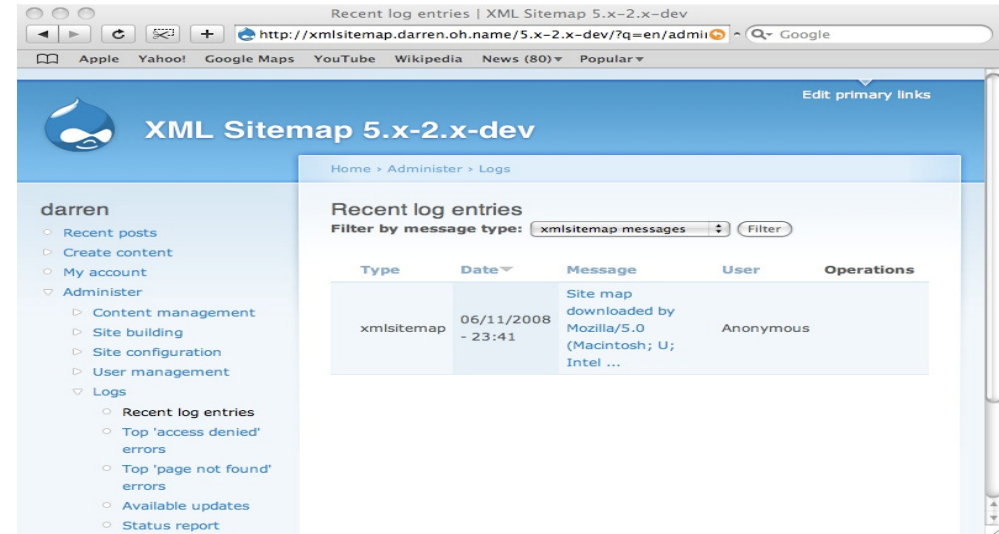 Recent log entries | XML Sitemap 5.x-2.x-dev
http://xmlsitemap.darren.oh.name/5.x-2.x-dev/?q=en/admi
Google
Apple Yahoo! Google Maps YouTube Wikipedia News (80) Popular
Edit primary links
XML Sitemap 5.x-2.x-dev
Home › Administer › Logs
darren
Recent posts
Create content
My account
Administer
Content management
Site building
Site configuration
User management
Logs
Recent log entries
Top 'access denied'
errors
Top 'page not found'
errors
Available updates
Status report
Recent log entries
Filter by message type: xmlsitemap messages Filter
Type Date Message User Operations
xmlsitemap 06/11/2008
- 23:41
Site map
downloaded by
Mozilla/5.0
(Macintosh; U;
Intel ...
Anonymous